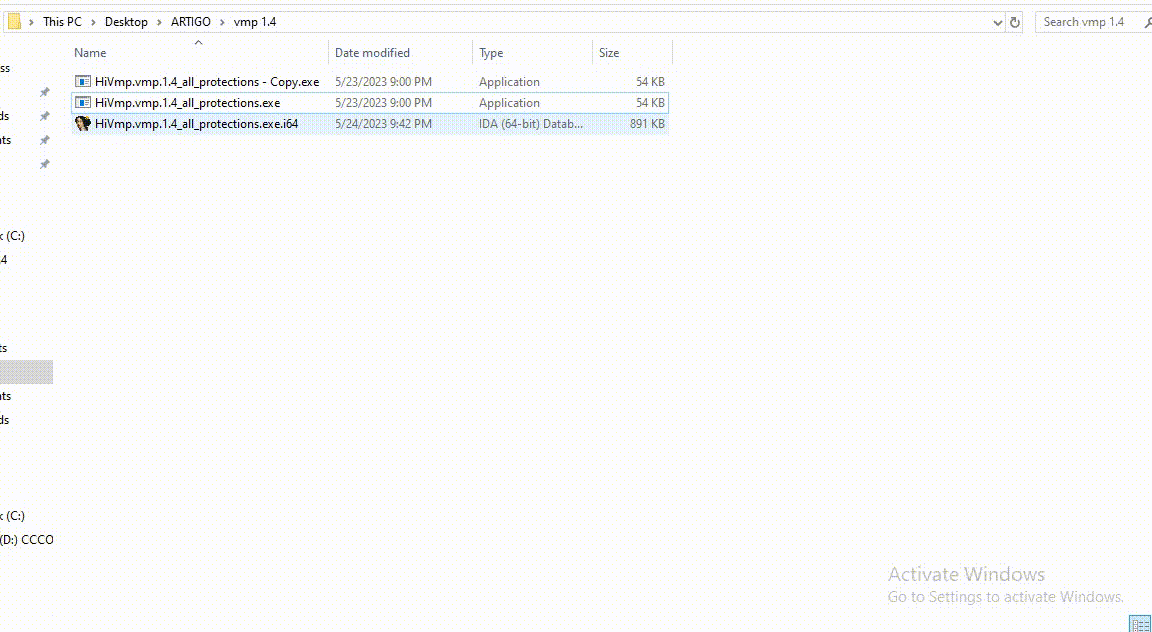 This PC > Desktop > ARTIGO > vmp 1.4
Search vmp 1.4
Name Date modified Type Size
HiVmp.vmp.1.4_all_protections - Copy.exe 5/23/2023 9:00 PM Application 54 KB
HiVmp.vmp.1.4_all_protections.exe 5/23/2023 9:00 PM Application 54 KB
HiVmp.vmp.1.4_all_protections.exe.i64 5/24/2023 9:42 PM IDA (64-bit) Datab... 891 KB
ss
ds
nts
(C:)
.4
ts
nts
ds
(C:)
(D:) CCCO
Activate Windows
Go to Settings to activate Windows.